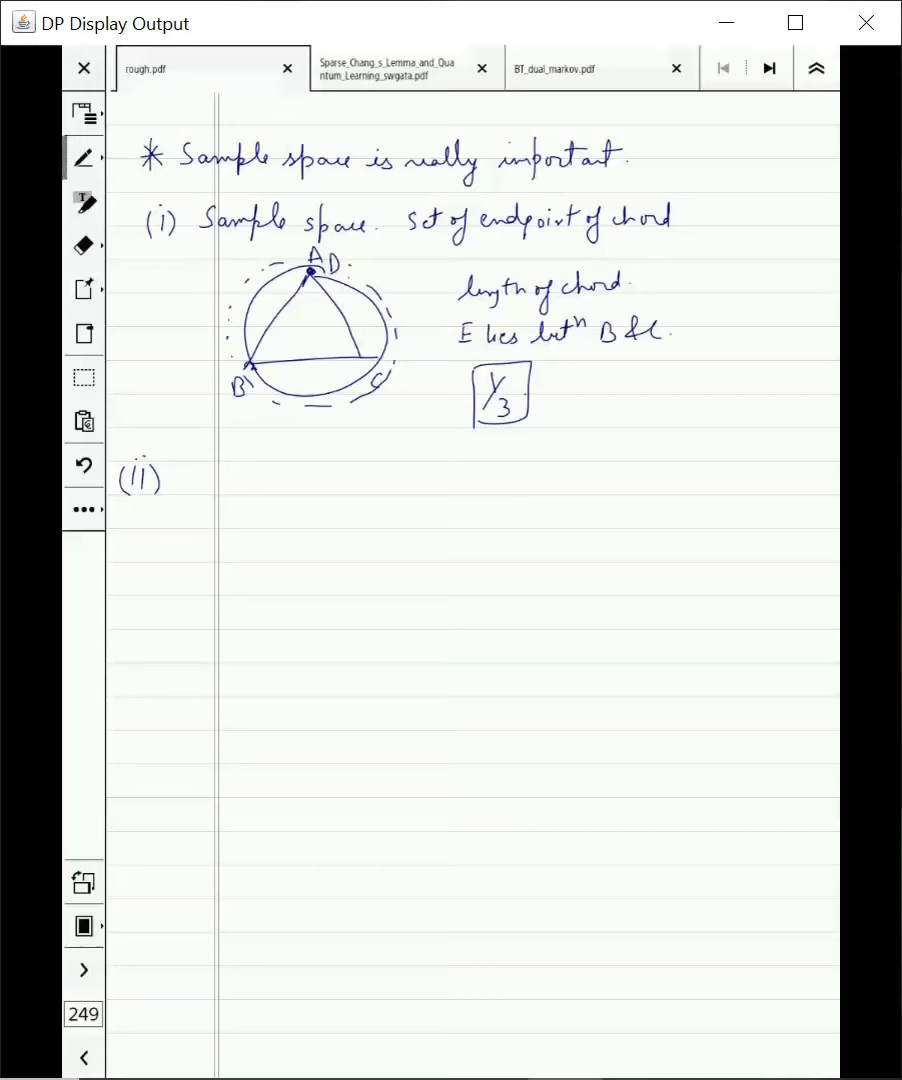 DP Display Output
rough.pdf
Sparse_Chang_s_Lemma_and_Qua
ntum_Learning_swgata.pdf
BT_dual_markov.pdf
* Sample space is really important.
(i) Sample space. Set of endpoint of chord
A D
B C
length of chord.
E lies betⁿ B & C.
1/3
(ii)
249